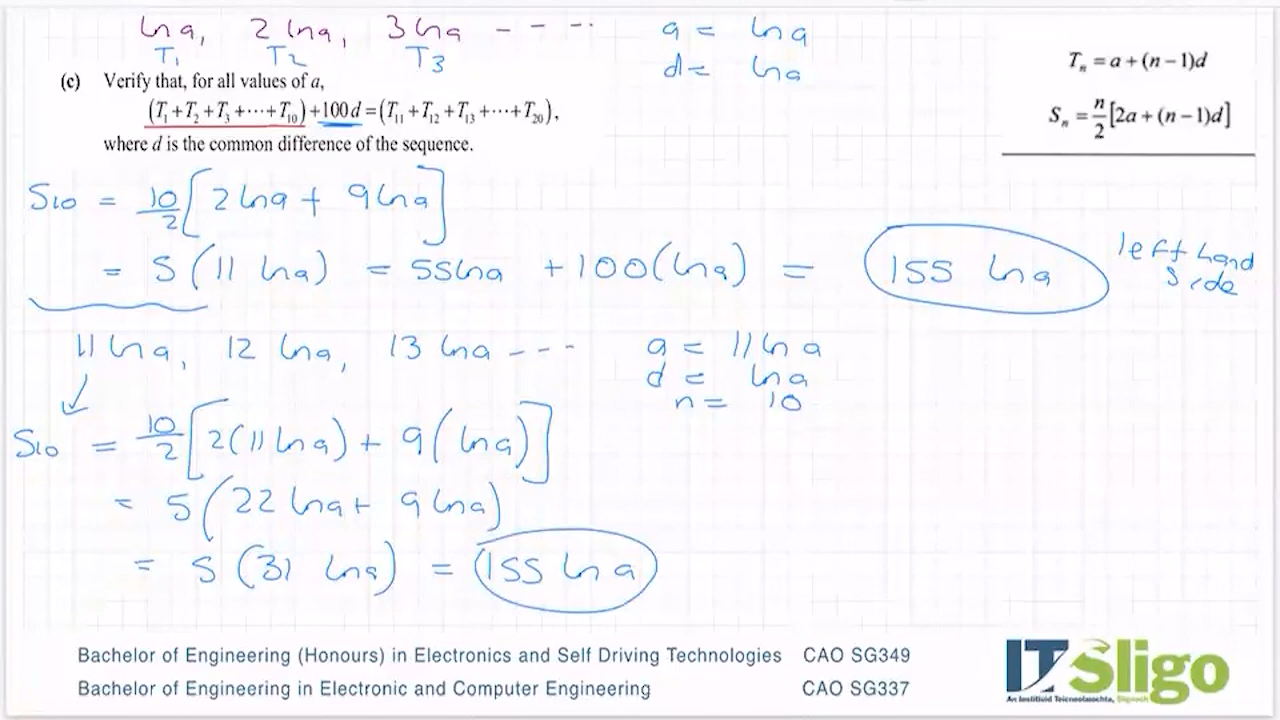 ln a, 2 ln a, 3 ln a - - - ·
T1 T2 T3
a = ln a
d = ln a
(c) Verify that, for all values of a,
(T₁+T₂+T₃+⋯+T₁₀)+100d=(T₁₁+T₁₂+T₁₃+⋯+T₂₀),
where d is the common difference of the sequence.
Tₙ = a+(n−1)d
Sₙ = n/2[2a+(n−1)d]
S10 = 10/2[2 ln a + 9 ln a]
= 5 (11 ln a) = 55 ln a +100(ln a) = 155 ln a
left hand
side
11 ln a, 12 ln a, 13 ln a - - - -
a = 11 ln a
d = ln a
n = 10
S10 = 10/2[2(11 ln a) + 9(ln a)]
= 5(22 ln a + 9 ln a)
= 5 (31 ln a) = 155 ln a
Bachelor of Engineering (Honours) in Electronics and Self Driving Technologies CAO SG349
Bachelor of Engineering in Electronic and Computer Engineering CAO SG337
IT Sligo
An Institiúid Teicneolaíochta, Sligeach